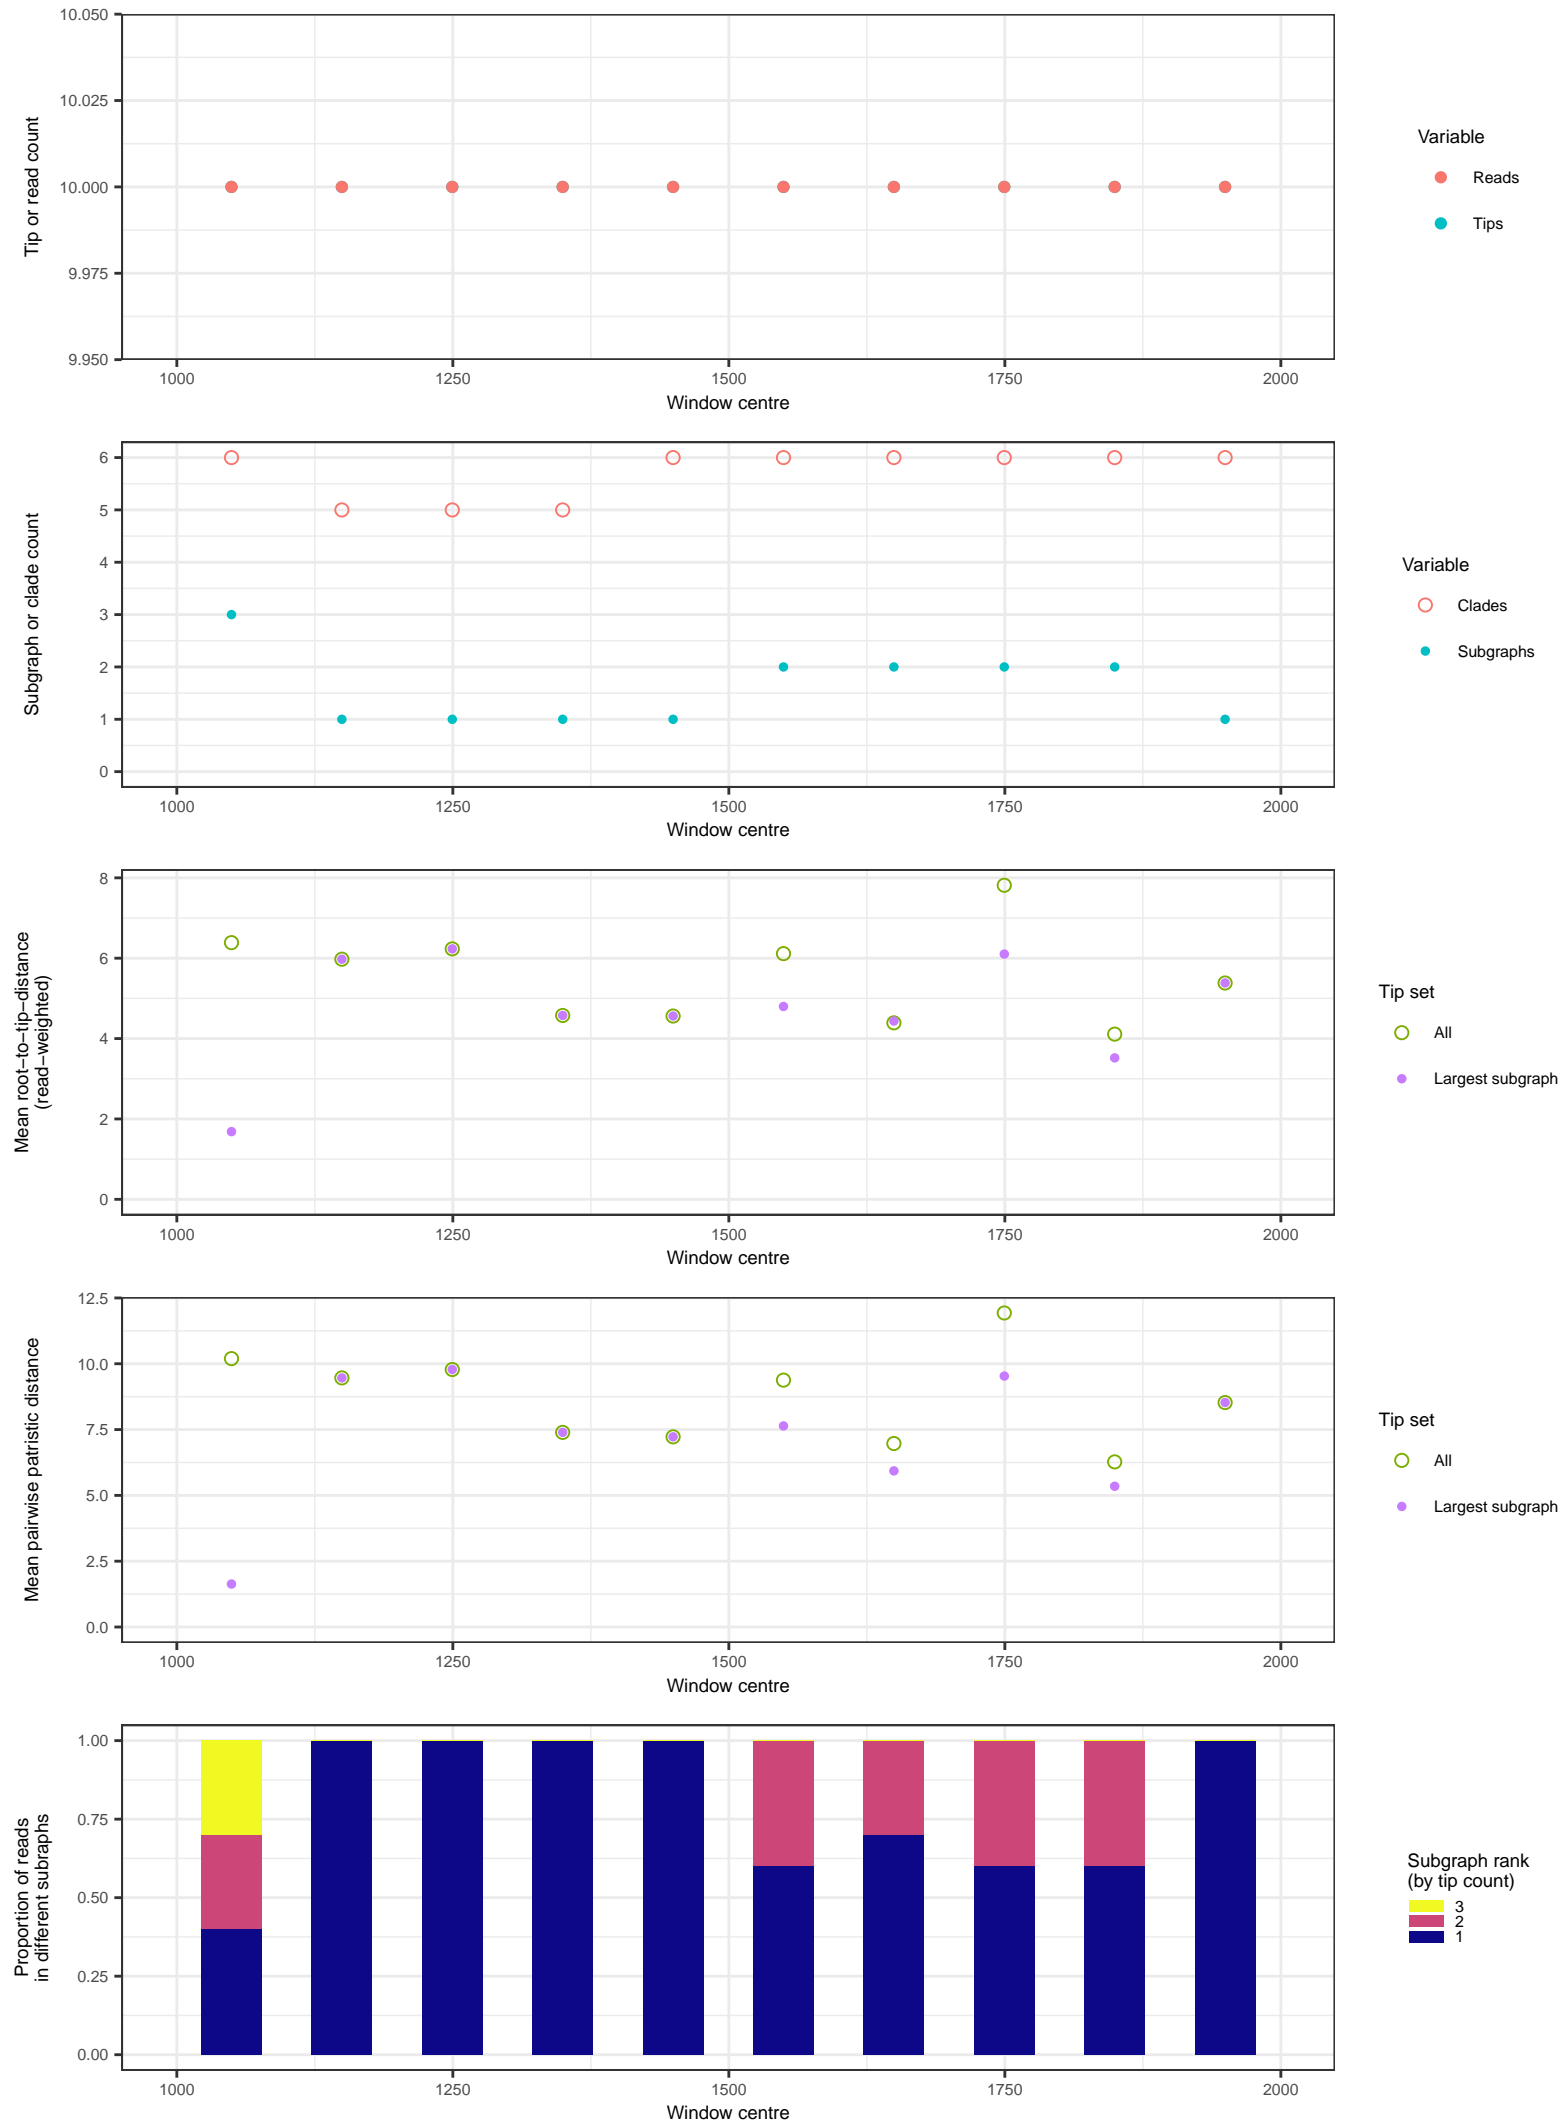 10.050
10.025
10.000
9.975
9.950
Tip or read count
1000 1250 1500 1750 2000
Window centre
Variable
Reads
Tips
6
5
4
3
2
1
0
Subgraph or clade count
1000 1250 1500 1750 2000
Window centre
Variable
Clades
Subgraphs
8
6
4
2
0
Mean root−to−tip−distance
(read−weighted)
1000 1250 1500 1750 2000
Window centre
Tip set
All
Largest subgraph
12.5
10.0
7.5
5.0
2.5
0.0
Mean pairwise patristic distance
1000 1250 1500 1750 2000
Window centre
Tip set
All
Largest subgraph
1.00
0.75
0.50
0.25
0.00
Proportion of reads
in different subraphs
1000 1250 1500 1750 2000
Window centre
Subgraph rank
(by tip count)
3
2
1